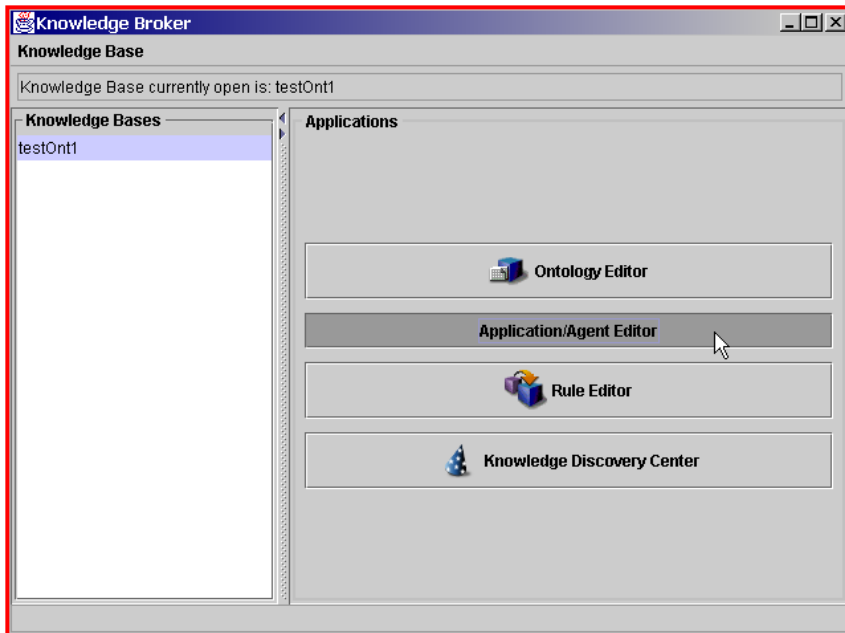 Knowledge Broker
Knowledge Base
Knowledge Base currently open is: testOnt1
Knowledge Bases
testOnt1
Applications
Ontology Editor
Application/Agent Editor
Rule Editor
Knowledge Discovery Center